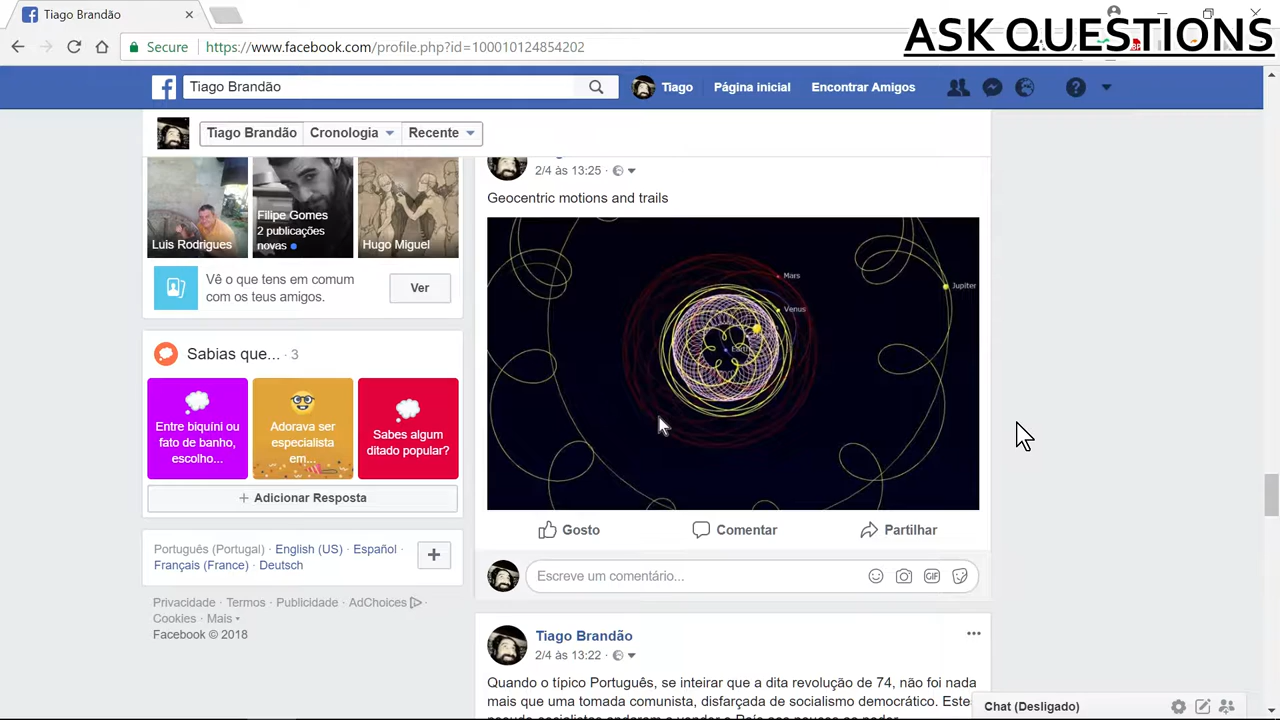 Tiago Brandão
ASK QUESTIONS
Secure
https://www.facebook.com/profile.php?id=100010124854202
Tiago Brandão
Tiago
Página inicial
Encontrar Amigos
Tiago Brandão
Cronologia
Recente
Luis Rodrigues
Filipe Gomes
2 publicações
novas
Hugo Miguel
Vê o que tens em comum
com os teus amigos.
Ver
Sabias que... · 3
Entre biquíni ou
fato de banho,
escolho...
Adorava ser
especialista
em...
Sabes algum
ditado popular?
+ Adicionar Resposta
Português (Portugal) · English (US) · Español ·
Français (France) · Deutsch
Privacidade · Termos · Publicidade · AdChoices ·
Cookies · Mais
Facebook © 2018
2/4 às 13:25 ·
Geocentric motions and trails
Mars
Venus
Jupiter
Gosto
Comentar
Partilhar
Escreve um comentário...
GIF
Tiago Brandão
2/4 às 13:22 ·
Quando o típico Português, se inteirar que a dita revolução de 74, não foi nada
mais que uma tomada comunista, disfarçada de socialismo democrático. Estes
Chat (Desligado)